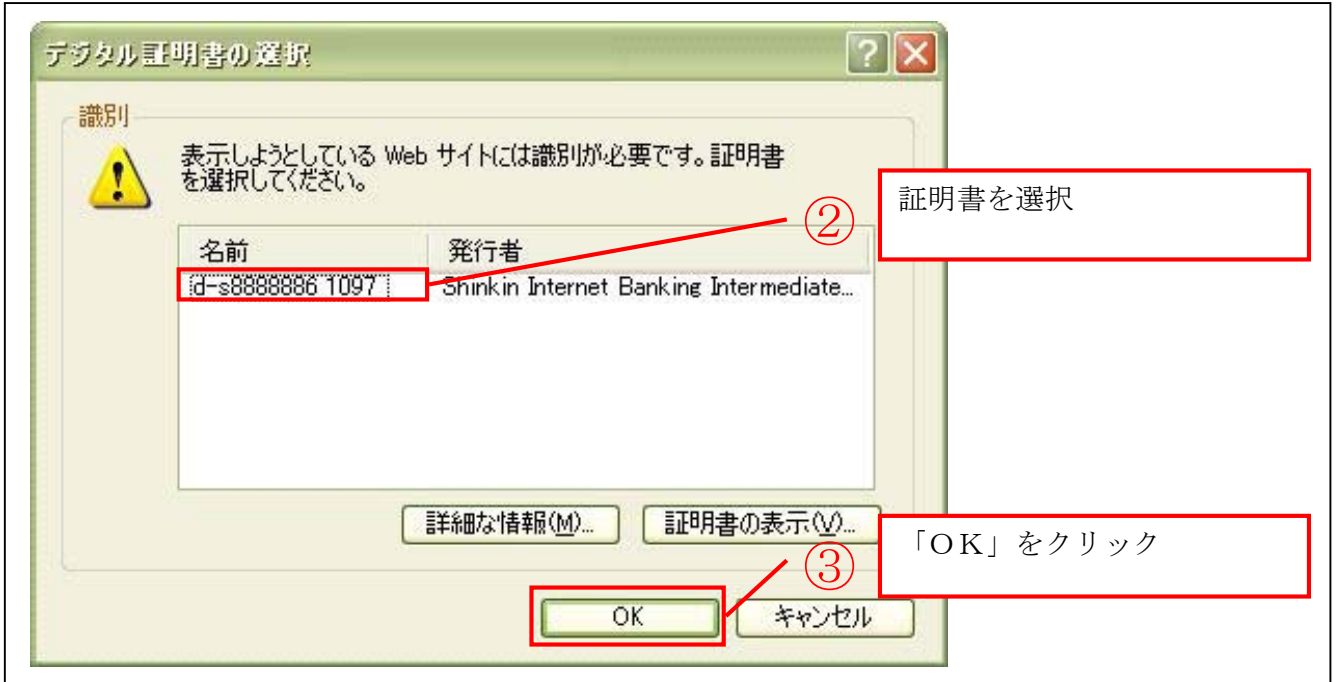 デジタル証明書の選択
識別
表示しようとしている Web サイトには識別が必要です。証明書
を選択してください。
証明書を選択
②
名前 発行者
d-s8888886 1097 Shinkin Internet Banking Intermediate...
詳細な情報(M)... 証明書の表示(V)...
「ＯＫ」をクリック
③
OK キャンセル